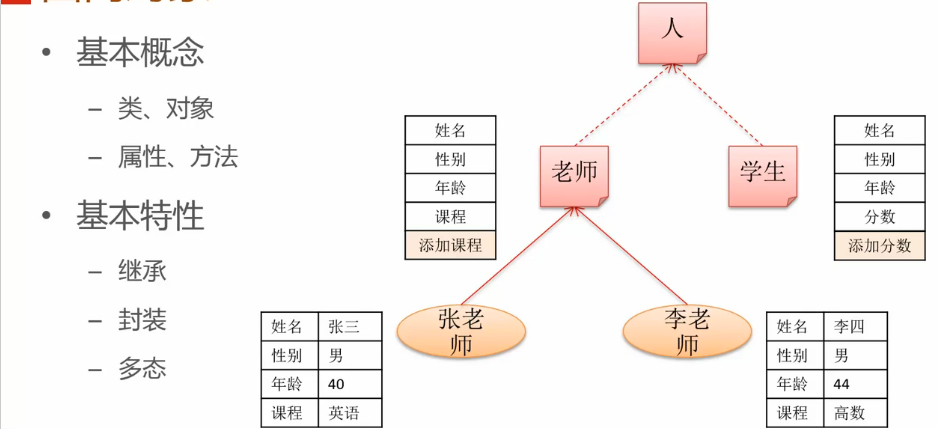 • 基本概念
– 类、对象
– 属性、方法
• 基本特性
– 继承
– 封装
– 多态
人
老师
学生
姓名
性别
年龄
课程
添加课程
姓名
性别
年龄
分数
添加分数
张老
师
李老
师
姓名 张三
性别 男
年龄 40
课程 英语
姓名 李四
性别 男
年龄 44
课程 高数